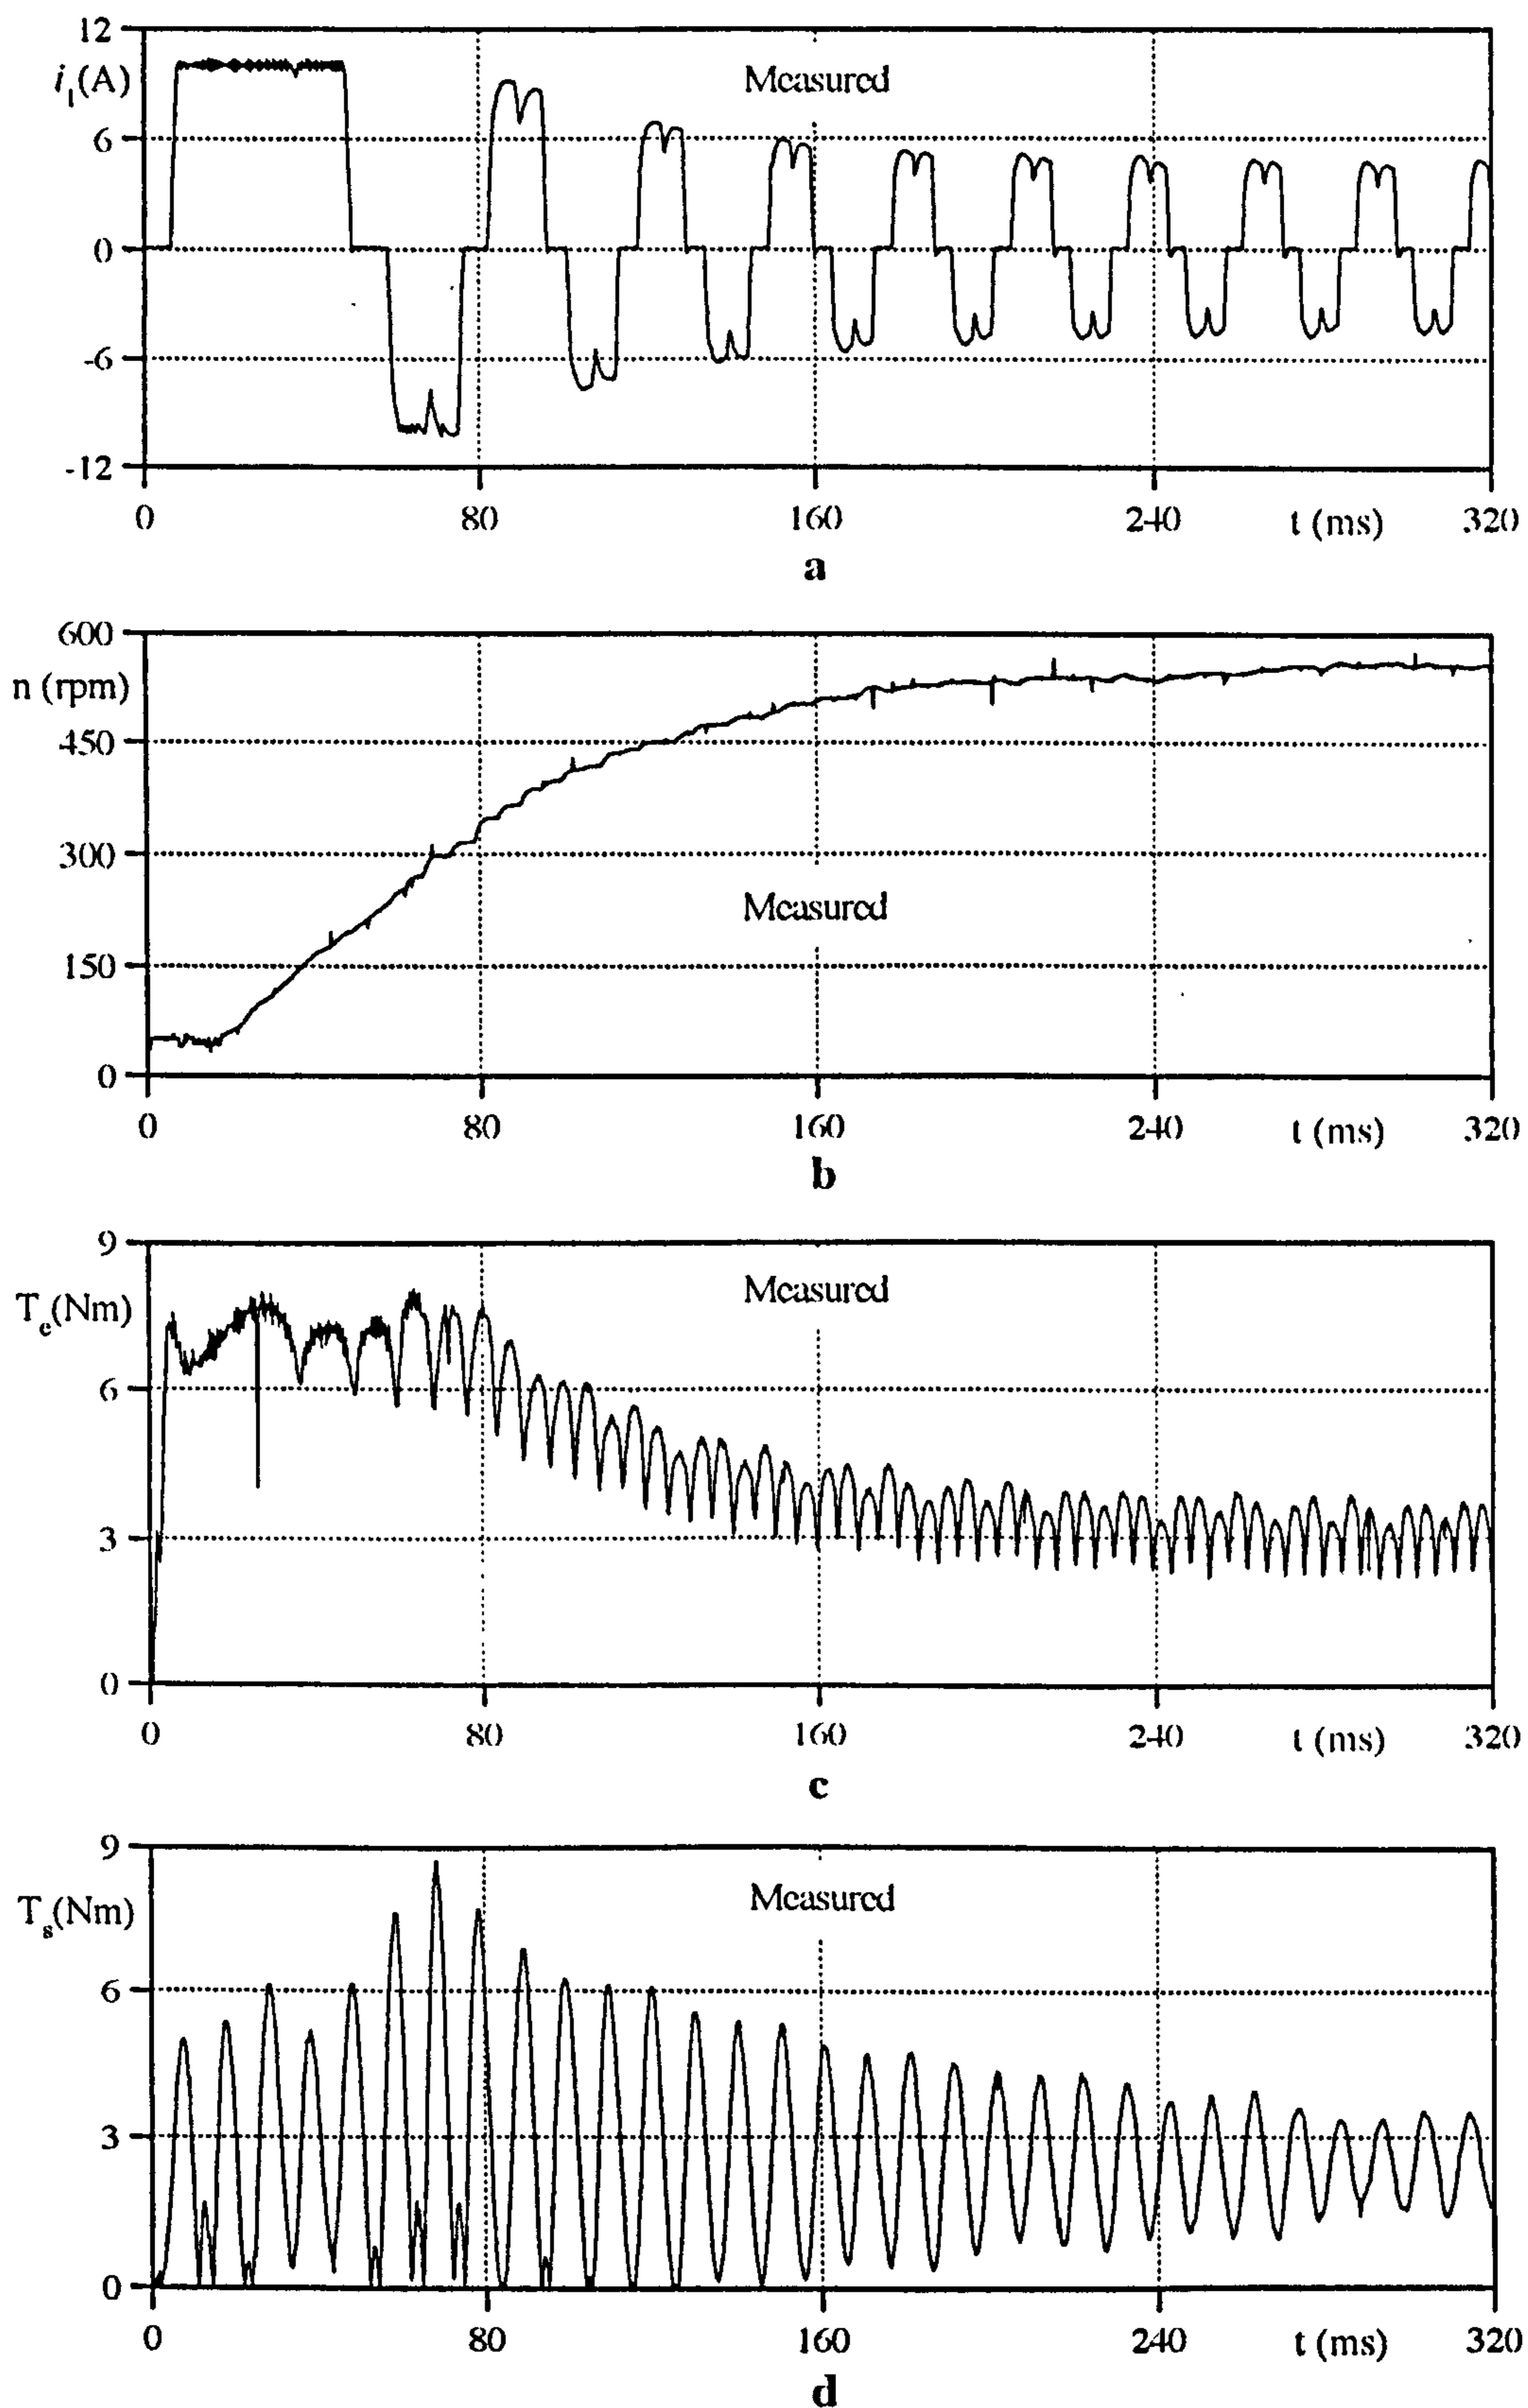 12
i₁(A)
Measured
6
0
-6
-12
0 80 160 240 t (ms) 320
a
600
n (rpm)
450
300
Measured
150
0
0 80 160 240 t (ms) 320
b
9
Tₑ(Nm)
Measured
6
3
0
0 80 160 240 t (ms) 320
c
9
Tₛ(Nm)
Measured
6
3
0
0 80 160 240 t (ms) 320
d